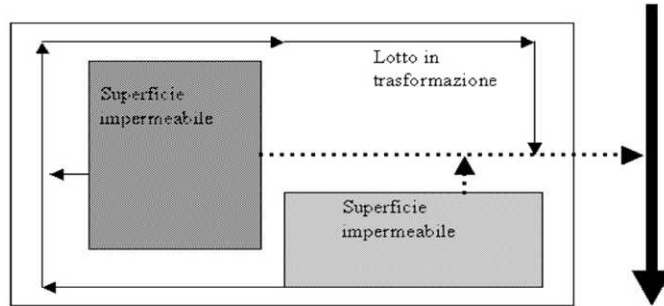 Lotto in
trasformazione
Superficie
impermeabile
Superficie
impermeabile